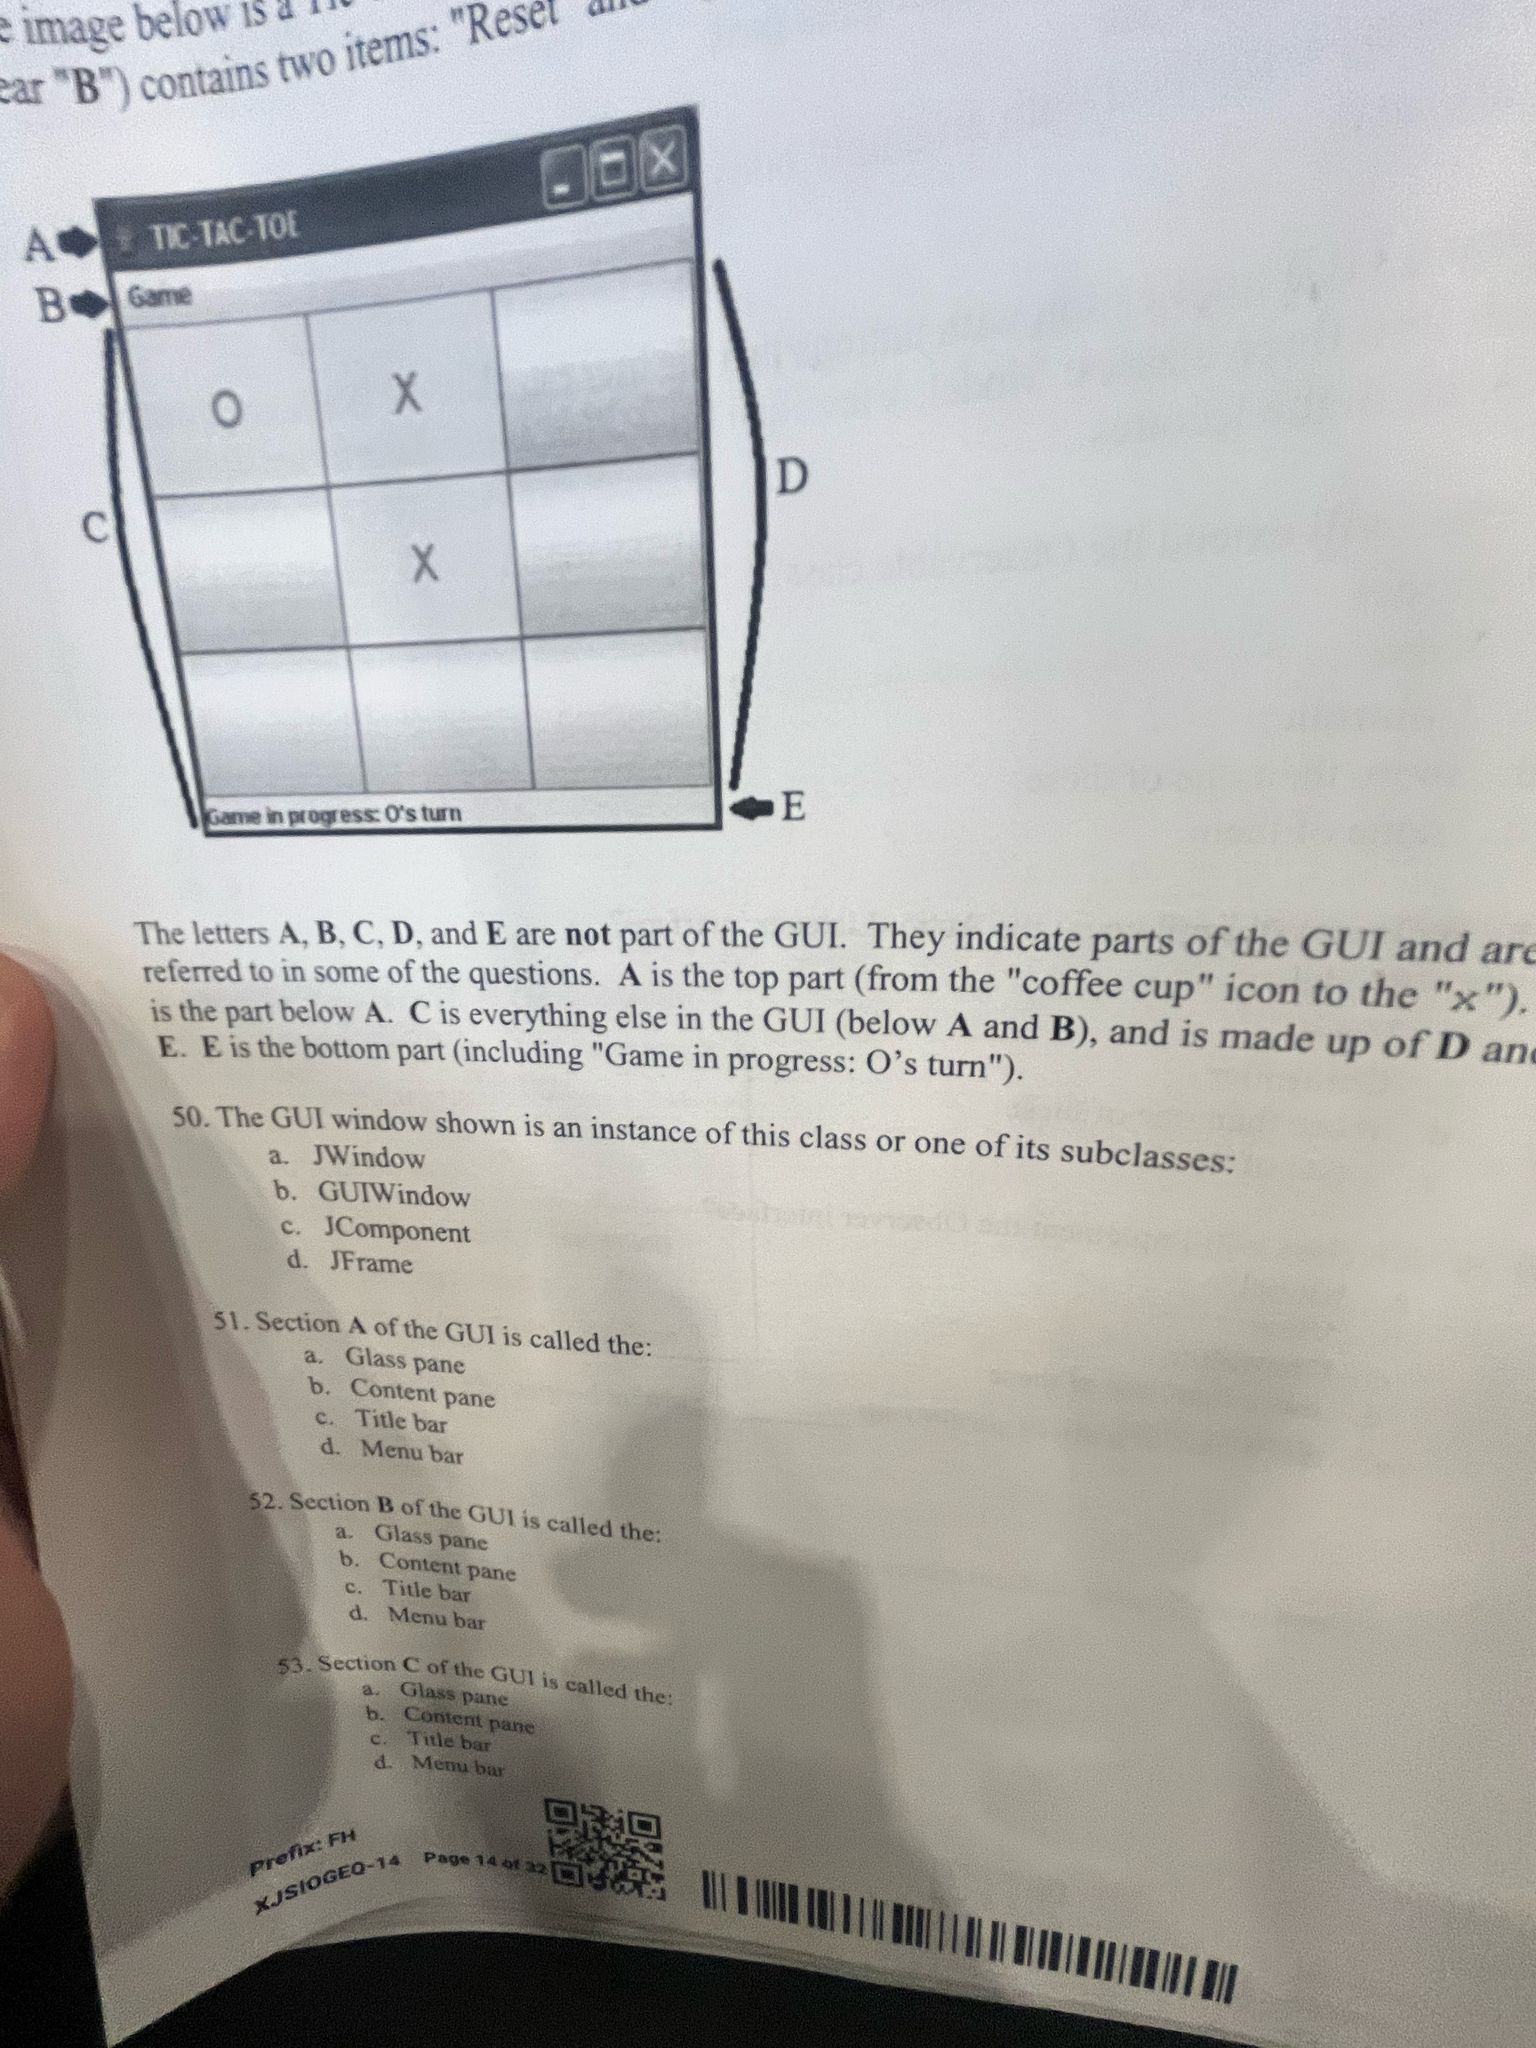 image below is a
"B") contains two items: "Reset"
TIC-TAC-TOE
A
B
Game
O
X
D
C
X
Game in progress: O's turn
E
The letters A, B, C, D, and E are not part of the GUI. They indicate parts of the GUI and are
referred to in some of the questions. A is the top part (from the "coffee cup" icon to the "x").
is the part below A. C is everything else in the GUI (below A and B), and is made up of D and
E. E is the bottom part (including "Game in progress: O's turn").
50. The GUI window shown is an instance of this class or one of its subclasses:
a. JWindow
b. GUIWindow
c. JComponent
d. JFrame
51. Section A of the GUI is called the:
a. Glass pane
b. Content pane
c. Title bar
d. Menu bar
52. Section B of the GUI is called the:
a. Glass pane
b. Content pane
c. Title bar
d. Menu bar
53. Section C of the GUI is called the:
a. Glass pane
b. Content pane
c. Title bar
d. Menu bar
Prefix: FH
XJSIOGEQ-14 Page 14 of 32